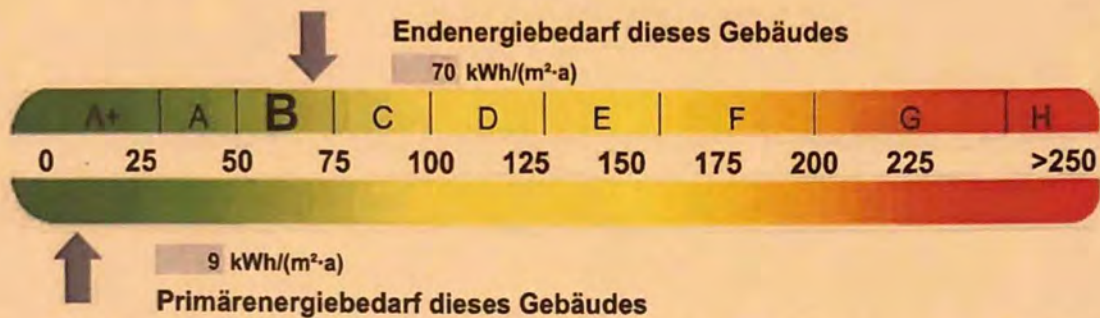 Endenergiebedarf dieses Gebäudes
70 kWh/(m²·a)
A+ A B C D E F G H
0 25 50 75 100 125 150 175 200 225 >250
9 kWh/(m²·a)
Primärenergiebedarf dieses Gebäudes